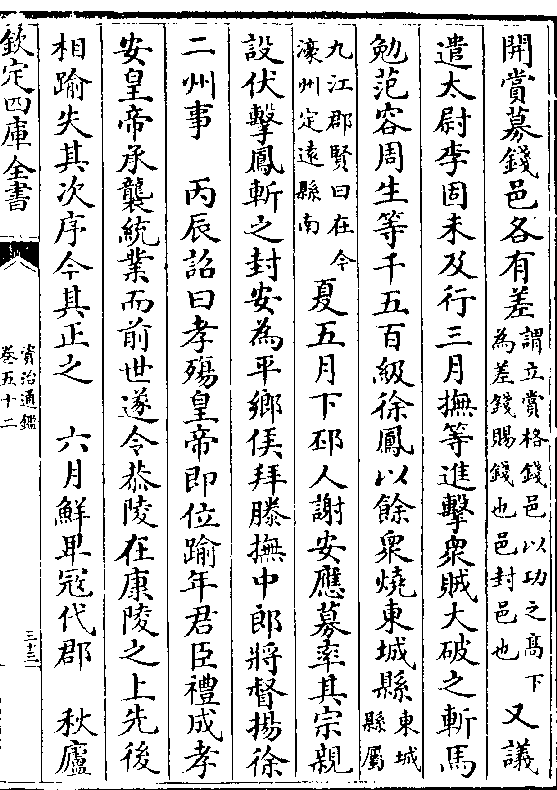 開賞募錢邑各有差謂立賞格錢邑以功之高下為差錢賜錢也邑封邑也又議
遣太尉李固未及行三月撫等進擊衆賊大破之斬馬
勉范容周生等千五百級徐鳳以餘衆燒東城縣東城縣屬
九江郡賢曰在今濠州定遠縣南夏五月下邳人謝安應募率其宗親
設伏擊鳳斬之封安為平鄉侯拜滕撫中郎將督揚徐
二州事　丙辰詔曰孝殤皇帝即位踰年君臣禮成孝
安皇帝承襲統業而前世遂令恭陵在康陵之上先後
相踰失其次序今其正之　六月鮮卑寇代郡　秋廬
欽定四庫全書
資治通鑑
卷五十二
三十三